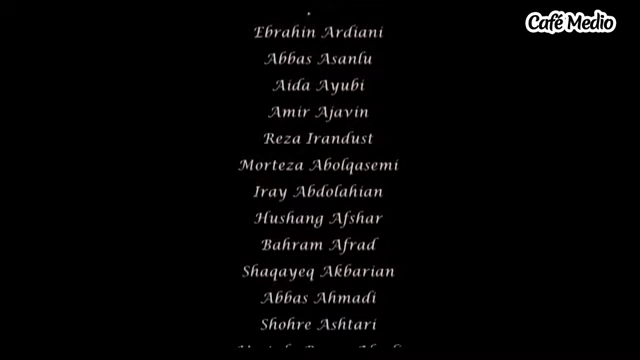 Café Medio
Ebrahin Ardiani
Abbas Asanlu
Aida Ayubi
Amir Ajavin
Reza Irandust
Morteza Abolqasemi
Iray Abdolahian
Hushang Afshar
Bahram Afrad
Shaqayeq Akbarian
Abbas Ahmadi
Shohre Ashtari